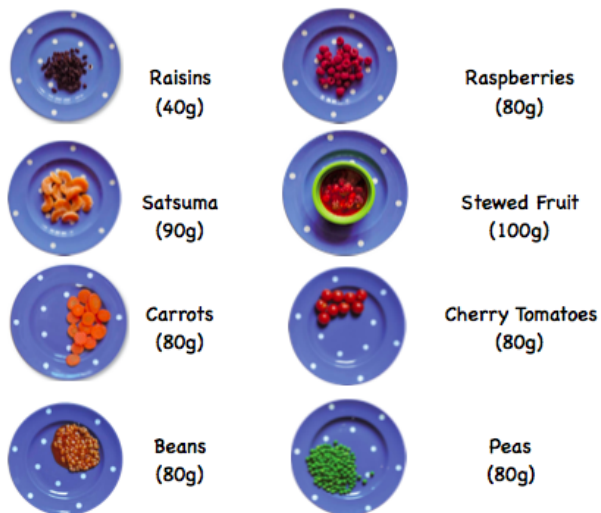 Raisins
(40g)
Raspberries
(80g)
Satsuma
(90g)
Stewed Fruit
(100g)
Carrots
(80g)
Cherry Tomatoes
(80g)
Beans
(80g)
Peas
(80g)